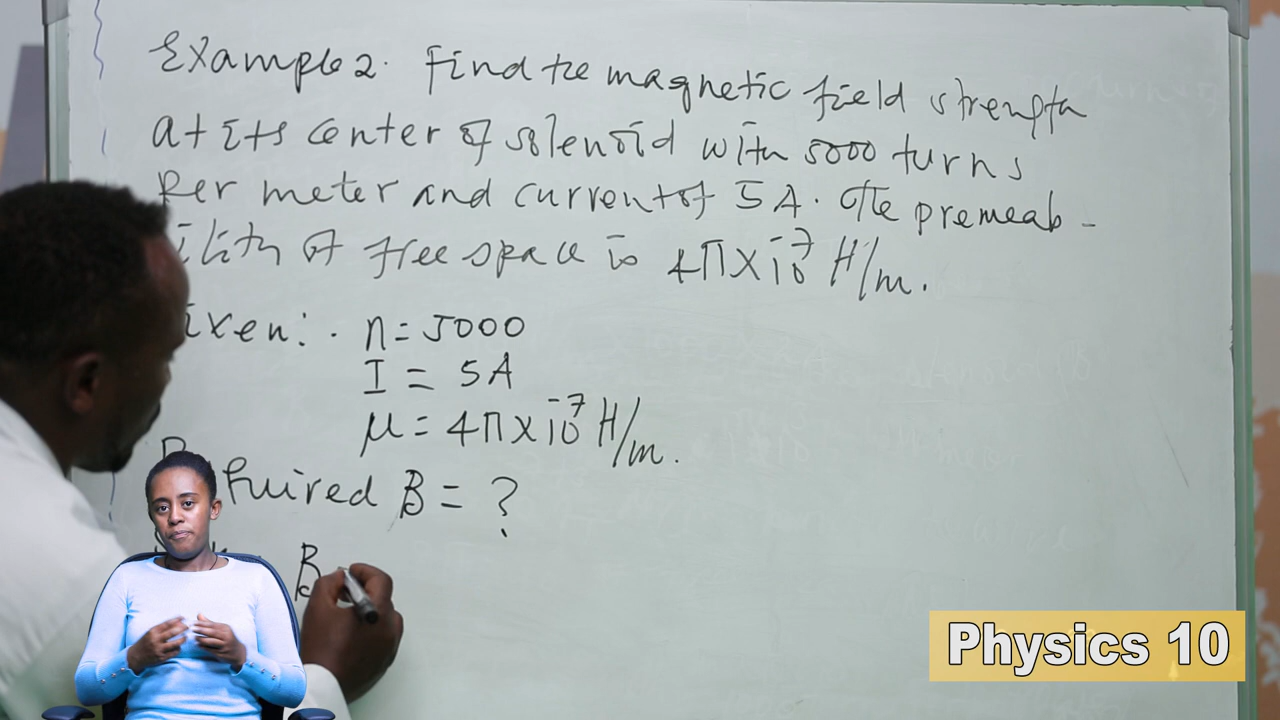 Example 2. Find the magnetic field strength
at its center of solenoid with 5000 turns
Per meter and current of 5A. The premeab-
ility of free space is 4π×10⁻⁷ H/m.
iven: . n = 5000
I = 5A
μ = 4π×10⁻⁷ H/m.
quired B = ?
B
Physics 10